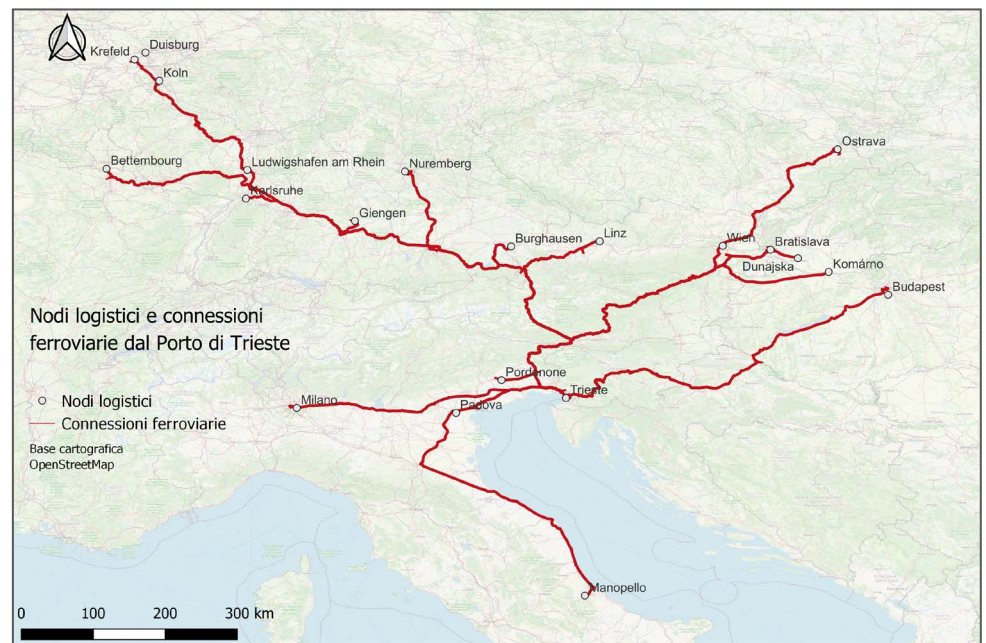 Duisburg
Krefeld
Koln
Ostrava
Bettembourg
Ludwigshafen am Rhein
Nuremberg
Karlsruhe
Giengen
Burghausen
Linz
Wien
Bratislava
Dunajska
Komárno
Budapest
Nodi logistici e connessioni
ferroviarie dal Porto di Trieste
Pordenone
Trieste
Nodi logistici
Milano
Padova
Connessioni ferroviarie
Base cartografica
OpenStreetMap
Manopello
0 100 200 300 km